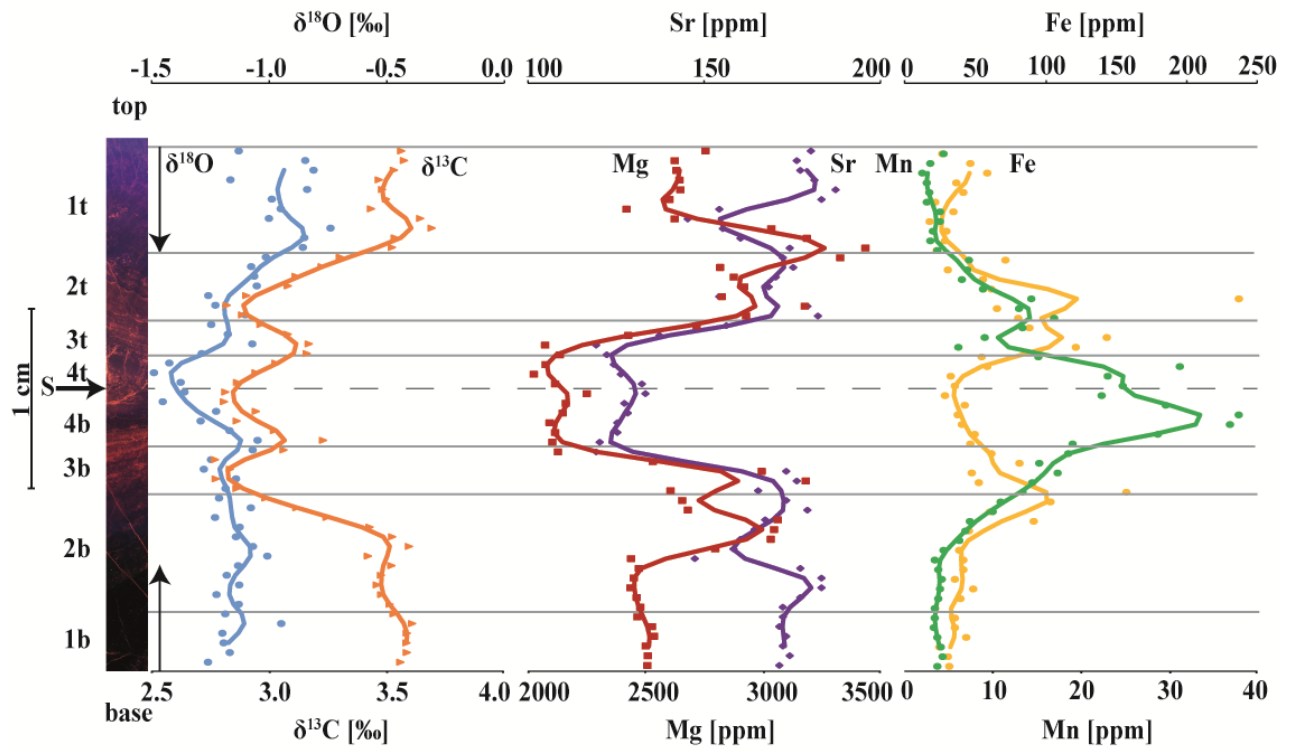 δ¹⁸O [‰] Sr [ppm] Fe [ppm]
-1.5 -1.0 -0.5 0.0 100 150 200 0 50 100 150 200 250
top
δ¹⁸O δ¹³C Mg Sr Mn Fe
1t
2t
3t
4t
S
1 cm
4b
3b
2b
1b
base
2.5 3.0 3.5 4.0 2000 2500 3000 3500 0 10 20 30 40
δ¹³C [‰] Mg [ppm] Mn [ppm]